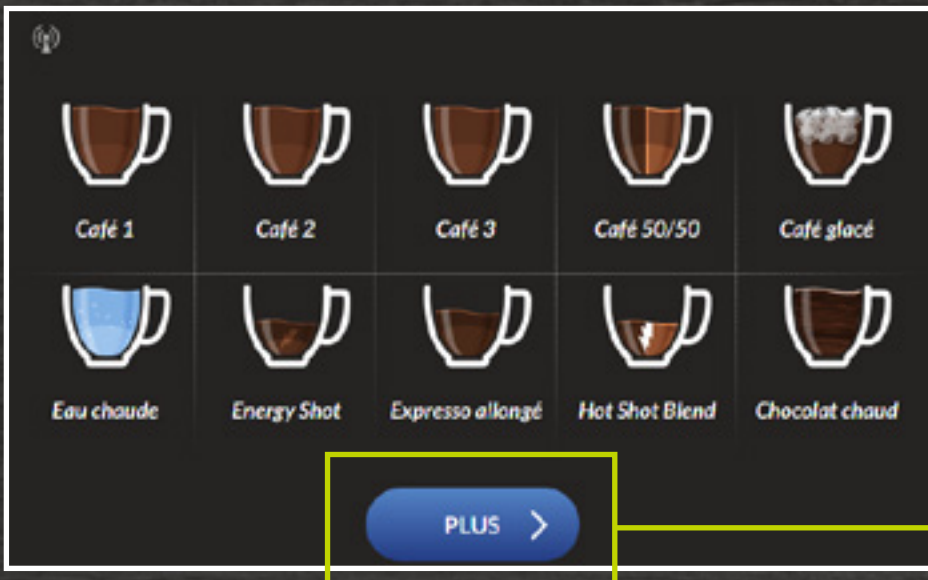 Café 1 Café 2 Café 3 Café 50/50 Café glacé
Eau chaude Energy Shot Expresso allongé Hot Shot Blend Chocolat chaud
PLUS